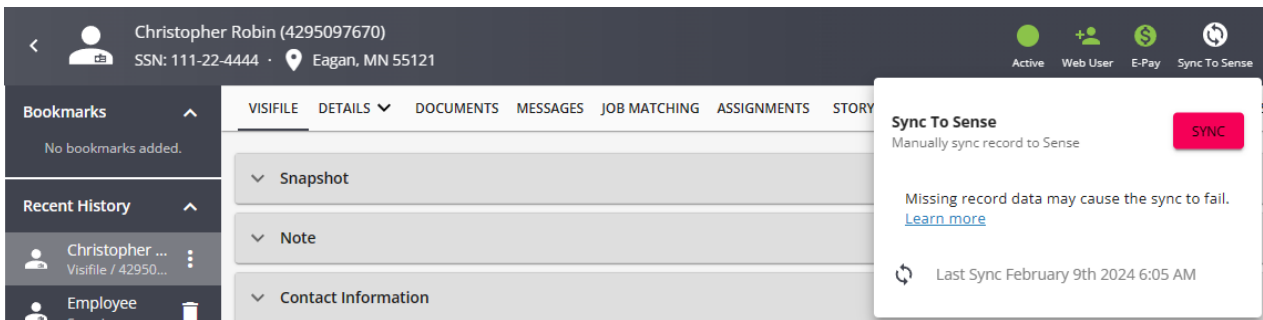 Christopher Robin (4295097670)
SSN: 111-22-4444 · Eagan, MN 55121
Active
Web User
E-Pay
Sync To Sense
Bookmarks
No bookmarks added.
Recent History
Christopher ...
Visifile / 42950...
Employee
VISIFILE
DETAILS
DOCUMENTS
MESSAGES
JOB MATCHING
ASSIGNMENTS
STORY
Snapshot
Note
Contact Information
Sync To Sense
Manually sync record to Sense
SYNC
Missing record data may cause the sync to fail.
Learn more
Last Sync February 9th 2024 6:05 AM